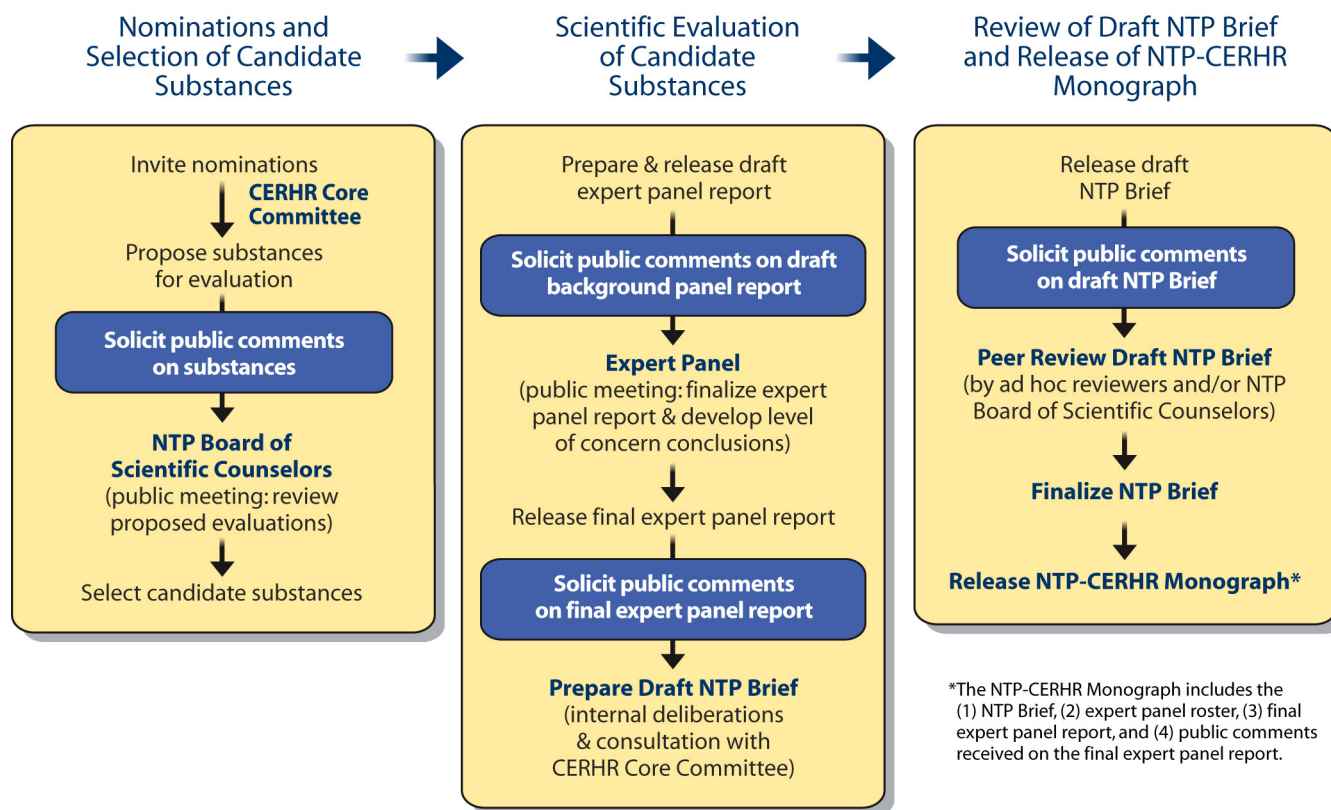 Nominations and
Selection of Candidate
Substances
Invite nominations
CERHR Core
Committee
Propose substances
for evaluation
Solicit public comments
on substances
NTP Board of
Scientific Counselors
(public meeting: review
proposed evaluations)
Select candidate substances
Scientific Evaluation
of Candidate
Substances
Prepare & release draft
expert panel report
Solicit public comments on draft
background panel report
Expert Panel
(public meeting: finalize expert
panel report & develop level
of concern conclusions)
Release final expert panel report
Solicit public comments
on final expert panel report
Prepare Draft NTP Brief
(internal deliberations
& consultation with
CERHR Core Committee)
Review of Draft NTP Brief
and Release of NTP-CERHR
Monograph
Release draft
NTP Brief
Solicit public comments
on draft NTP Brief
Peer Review Draft NTP Brief
(by ad hoc reviewers and/or NTP
Board of Scientific Counselors)
Finalize NTP Brief
Release NTP-CERHR Monograph*
*The NTP-CERHR Monograph includes the
(1) NTP Brief, (2) expert panel roster, (3) final
expert panel report, and (4) public comments
received on the final expert panel report.